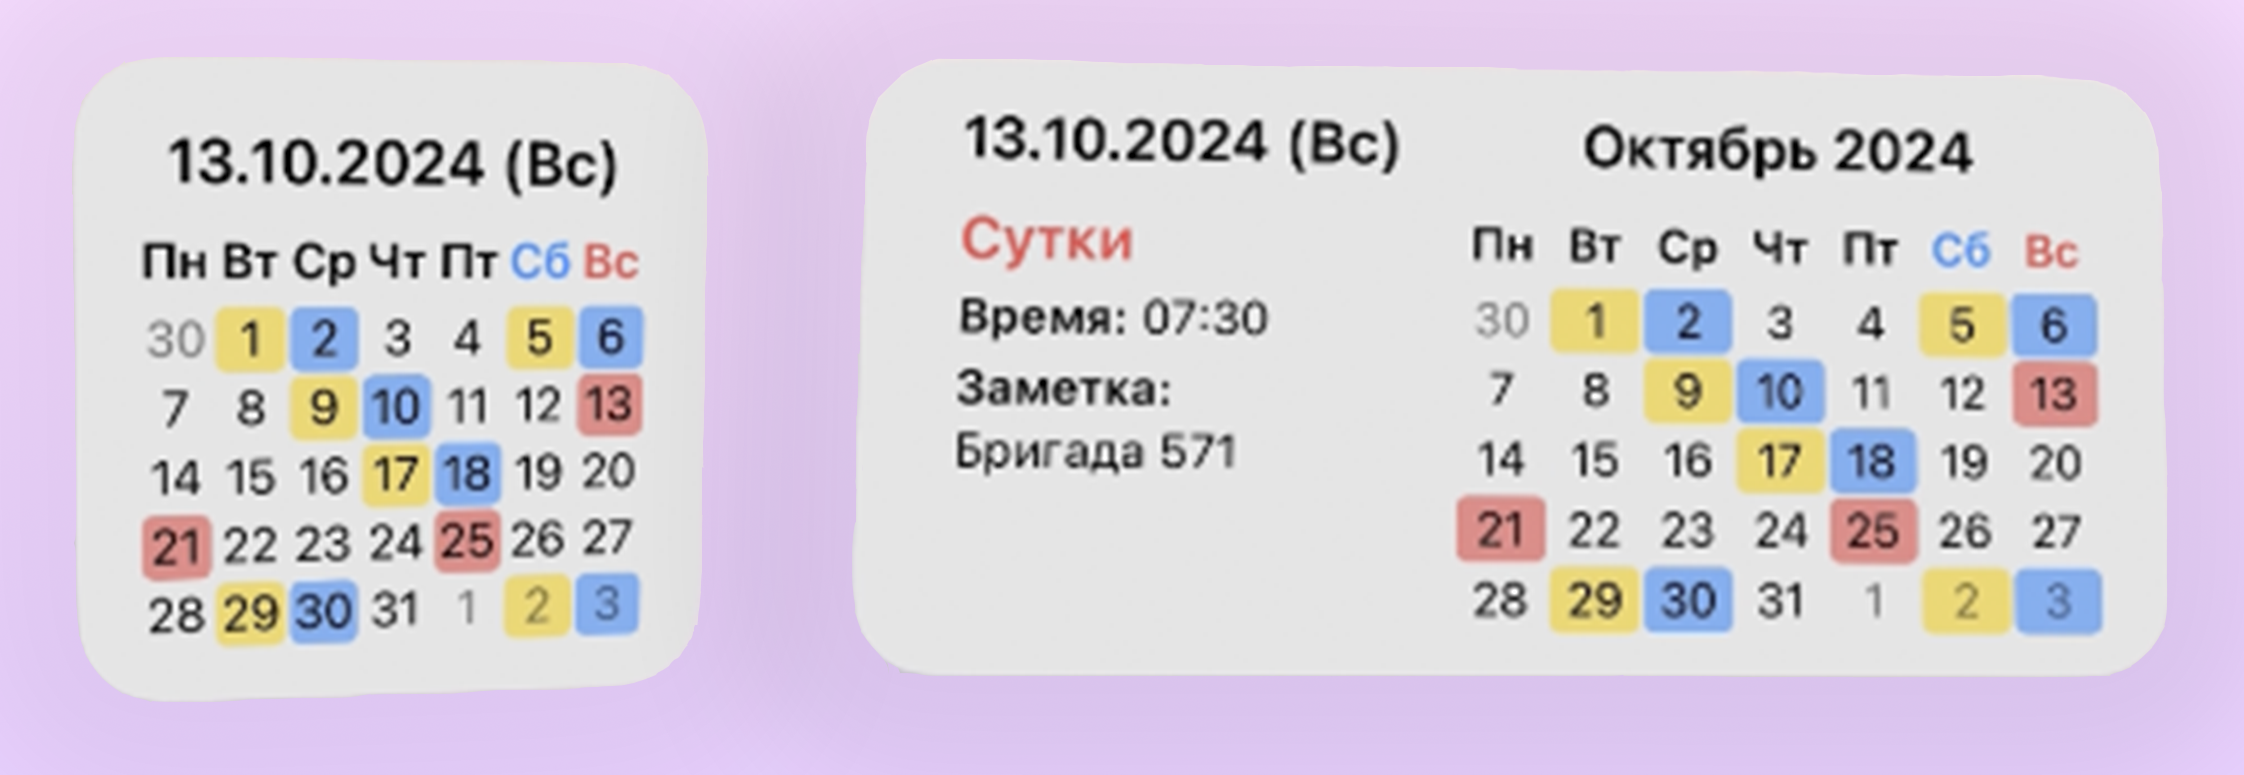 13.10.2024 (Вс)
Пн Вт Ср Чт Пт Сб Вс
30 1 2 3 4 5 6
7 8 9 10 11 12 13
14 15 16 17 18 19 20
21 22 23 24 25 26 27
28 29 30 31 1 2 3
13.10.2024 (Вс)
Сутки
Время: 07:30
Заметка:
Бригада 571
Октябрь 2024
Пн Вт Ср Чт Пт Сб Вс
30 1 2 3 4 5 6
7 8 9 10 11 12 13
14 15 16 17 18 19 20
21 22 23 24 25 26 27
28 29 30 31 1 2 3